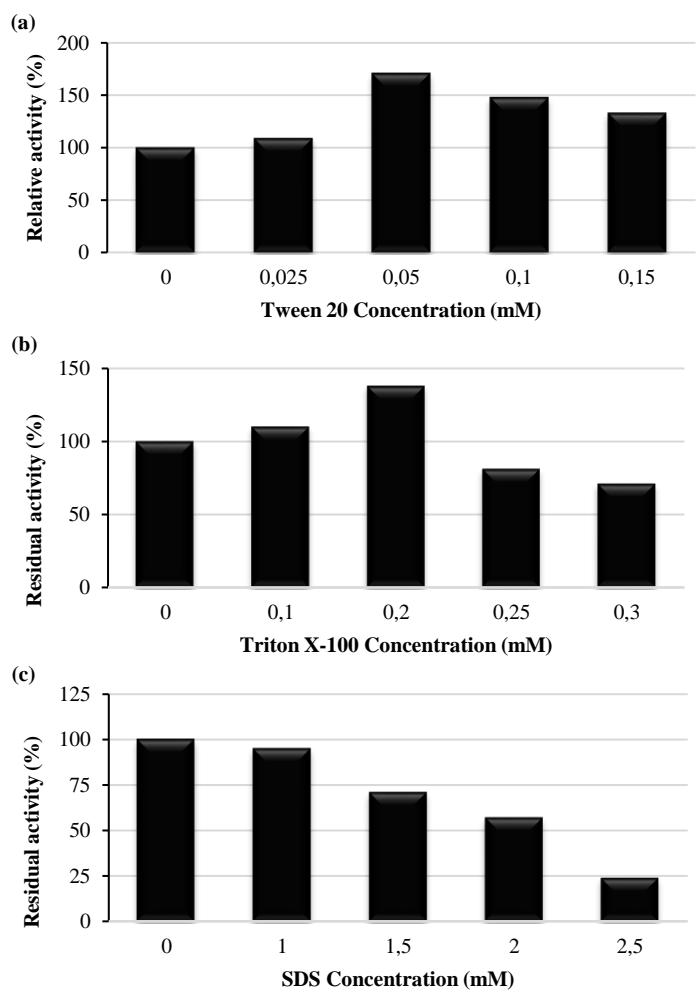 (a)
Relative activity (%)
200
150
100
50
0
0 0,025 0,05 0,1 0,15
Tween 20 Concentration (mM)
(b)
Residual activity (%)
150
100
50
0
0 0,1 0,2 0,25 0,3
Triton X-100 Concentration (mM)
(c)
Residual activity (%)
125
100
75
50
25
0
0 1 1,5 2 2,5
SDS Concentration (mM)